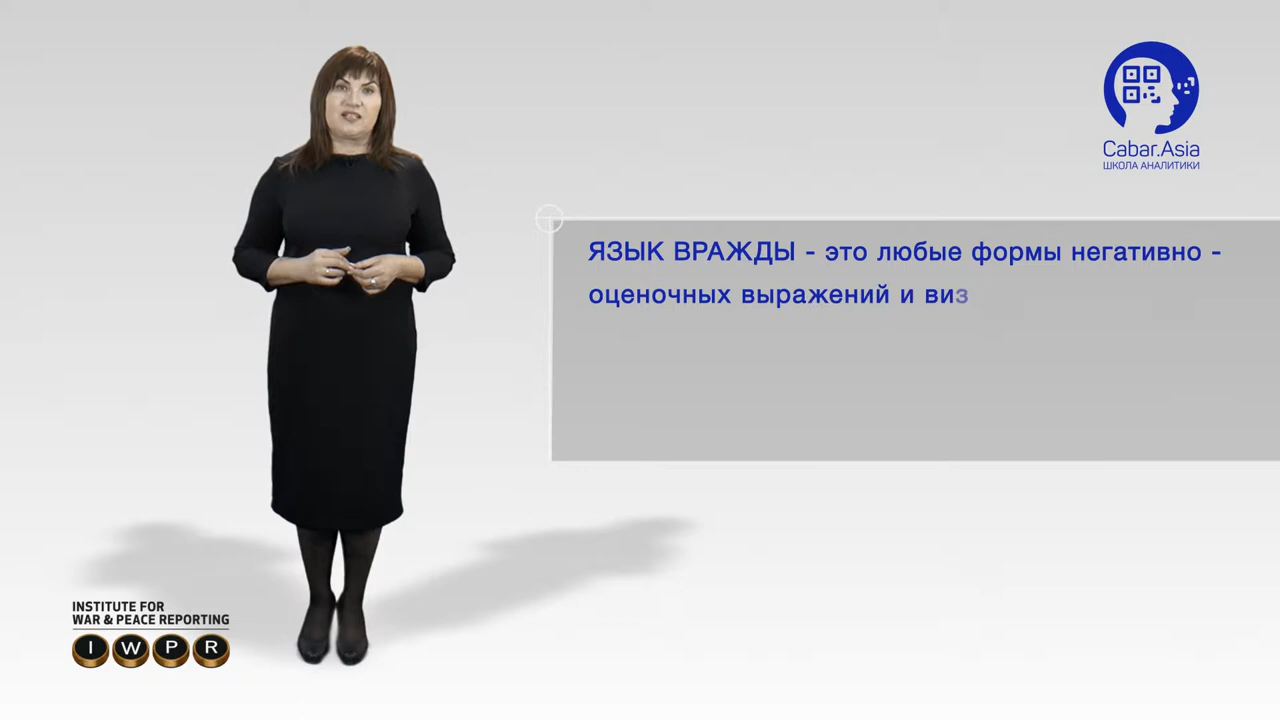 Cabar.Asia
ШКОЛА АНАЛИТИКИ
ЯЗЫК ВРАЖДЫ - это любые формы негативно -
оценочных выражений и виз
INSTITUTE FOR
WAR & PEACE REPORTING
I W P R